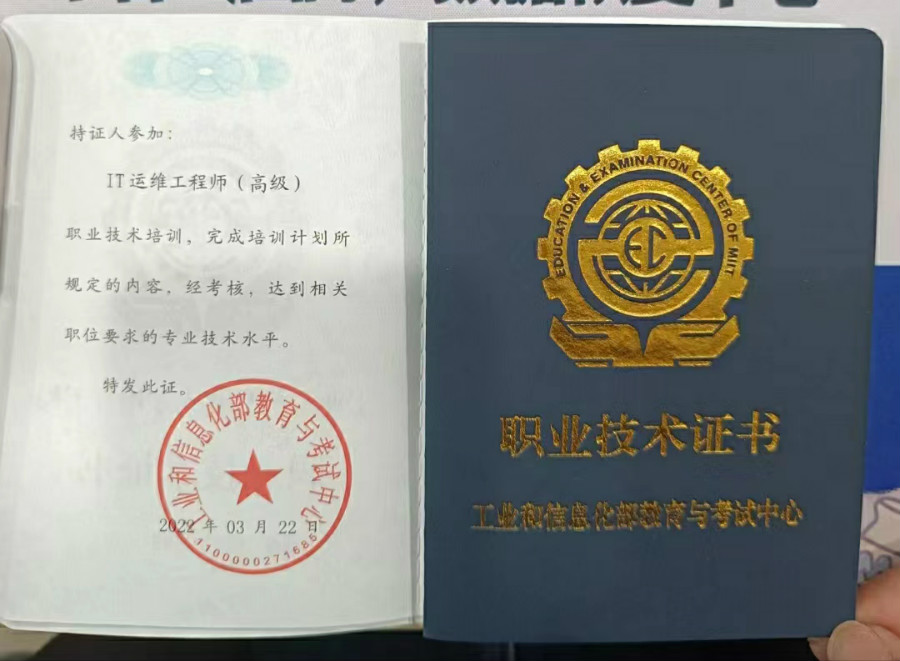 持证人参加：
IT 运维工程师（高级）
职业技术培训，完成培训计划所
规定的内容，经考核，达到相关
职位要求的专业技术水平。
特发此证。
工业和信息化部教育与考试中心
2022 年 03 月 22 日
1100000271685
EDUCATION & EXAMINATION CENTER OF MIIT
EC
职业技术证书
工业和信息化部教育与考试中心